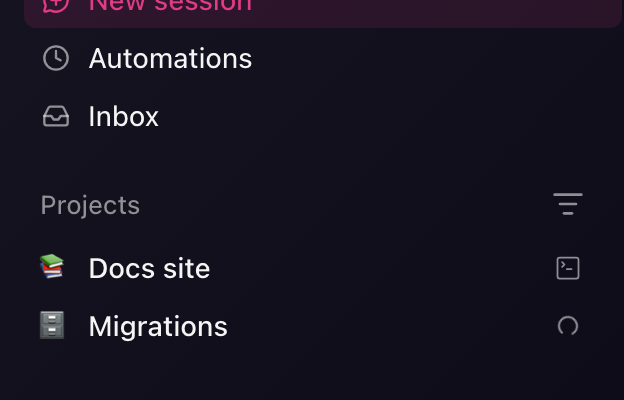 New session
Automations
Inbox
Projects
Docs site
Migrations